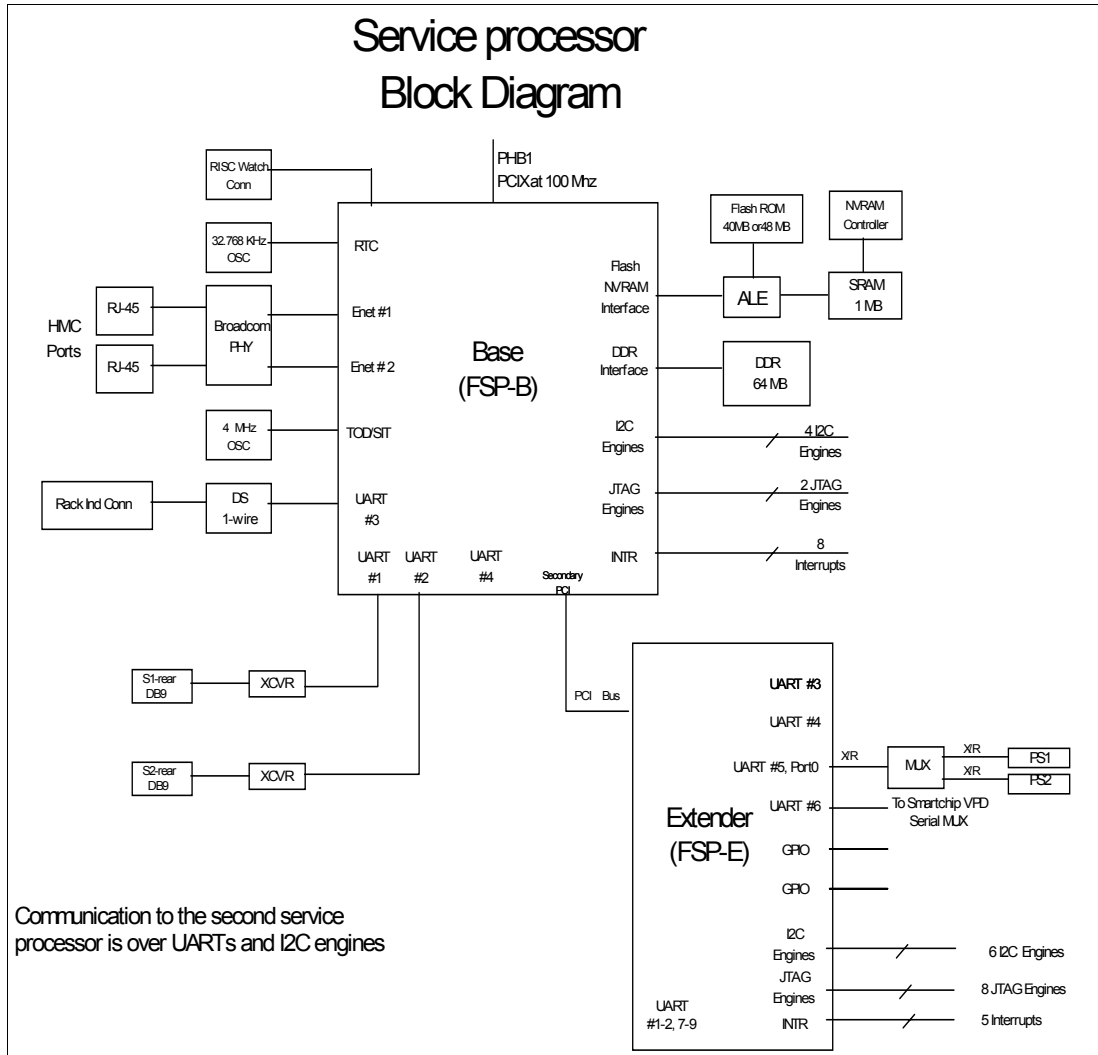 Service processor
Block Diagram
PHB1
PCIX at 100 Mhz
RISC Watch
Conn
Flash ROM
40MB or 48 MB
NVRAM
Controller
32.768 KHz
OSC
RTC
Flash
NVRAM
Interface
ALE
SRAM
1 MB
HMC
Ports
RJ-45
RJ-45
Broadcom
PHY
Enet #1
Enet # 2
Base
(FSP-B)
DDR
Interface
DDR
64 MB
4 MHz
OSC
TOD/SIT
I2C
Engines
4 I2C
Engines
Rack Ind Conn
DS
1-wire
UART
#3
JTAG
Engines
2 JTAG
Engines
UART
#1
UART
#2
UART
#4
Secondary
PCI
INTR
8
Interrupts
S1-rear
DB9
XCVR
PCI Bus
UART #3
UART #4
S2-rear
DB9
XCVR
UART #5, Port0
X/R
MUX
X/R
PS1
X/R
PS2
UART #6
To Smartchip VPD
Serial MUX
Extender
(FSP-E)
GPIO
GPIO
Communication to the second service
processor is over UARTs and I2C engines
I2C
Engines
6 I2C Engines
JTAG
Engines
8 JTAG Engines
UART
#1-2, 7-9
INTR
5 Interrupts